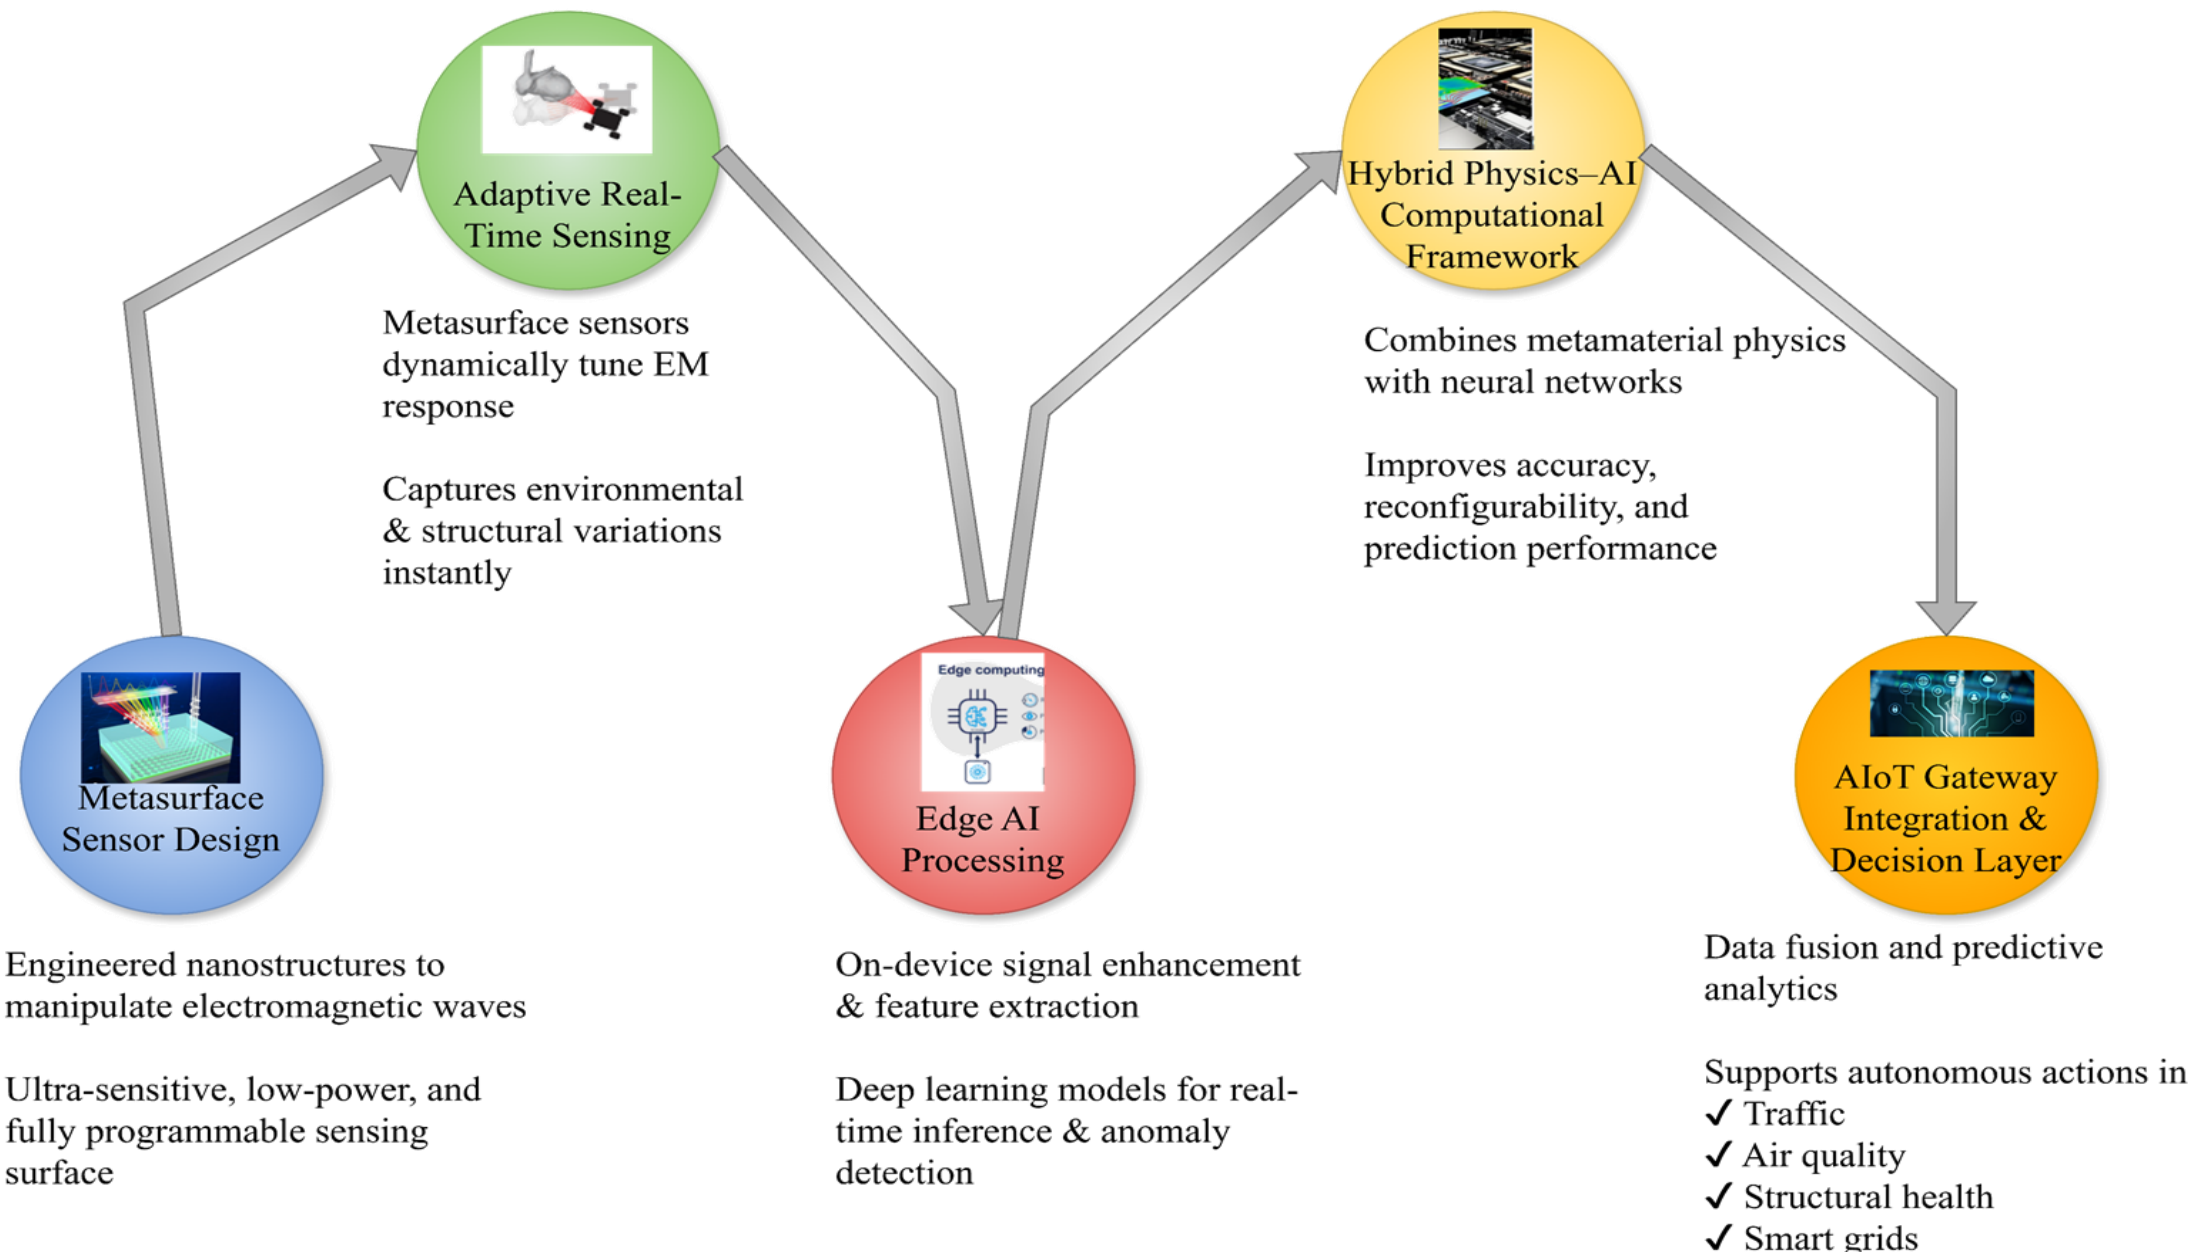 Adaptive Real-
Time Sensing
Metasurface sensors
dynamically tune EM
response
Captures environmental
& structural variations
instantly
Hybrid Physics–AI
Computational
Framework
Combines metamaterial physics
with neural networks
Improves accuracy,
reconfigurability, and
prediction performance
Metasurface
Sensor Design
Engineered nanostructures to
manipulate electromagnetic waves
Ultra-sensitive, low-power, and
fully programmable sensing
surface
Edge computing
Edge AI
Processing
On-device signal enhancement
& feature extraction
Deep learning models for real-
time inference & anomaly
detection
AIoT Gateway
Integration &
Decision Layer
Data fusion and predictive
analytics
Supports autonomous actions in
✓ Traffic
✓ Air quality
✓ Structural health
✓ Smart grids